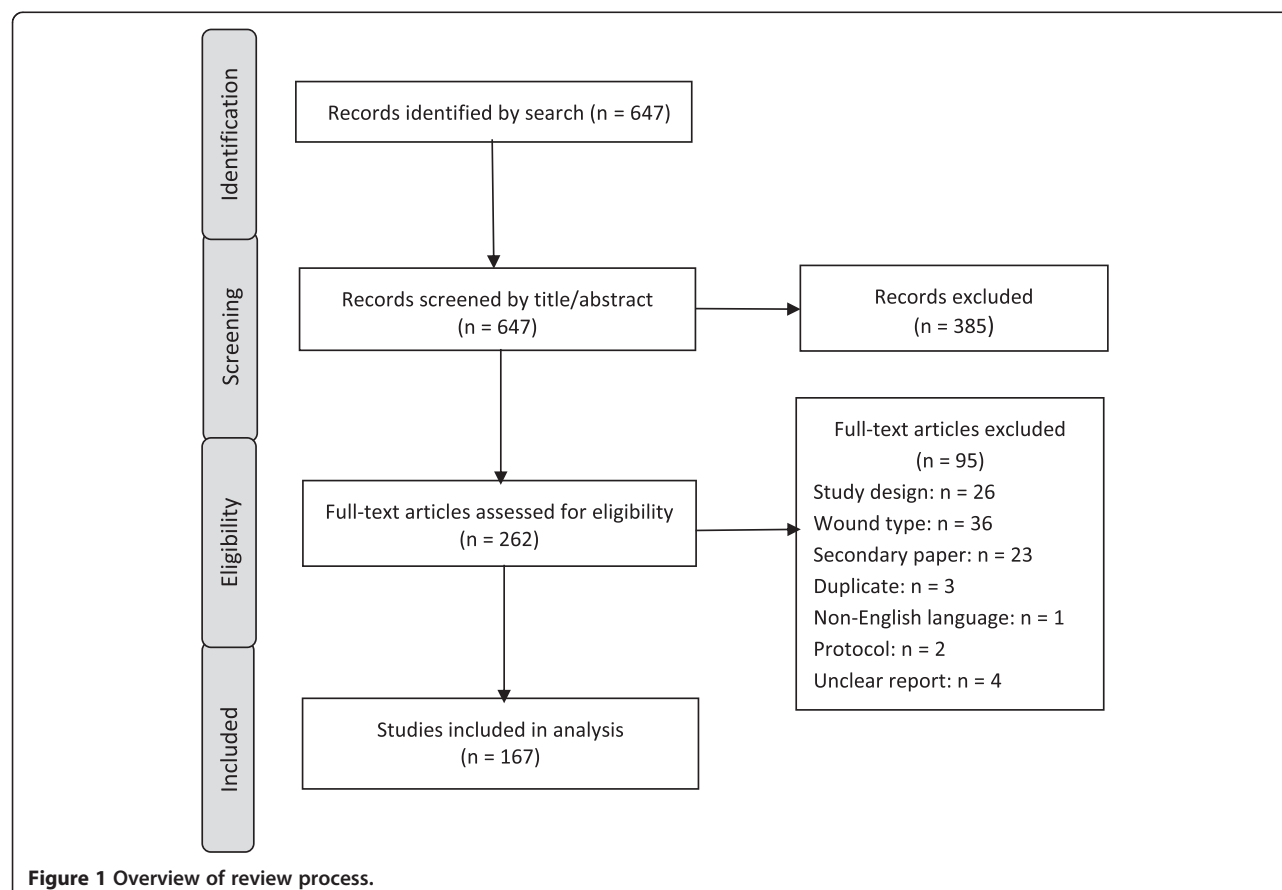 Identification
Records identified by search (n = 647)
Screening
Records screened by title/abstract
(n = 647)
Records excluded
(n = 385)
Eligibility
Full-text articles assessed for eligibility
(n = 262)
Full-text articles excluded
(n = 95)
Study design: n = 26
Wound type: n = 36
Secondary paper: n = 23
Duplicate: n = 3
Non-English language: n = 1
Protocol: n = 2
Unclear report: n = 4
Included
Studies included in analysis
(n = 167)
Figure 1 Overview of review process.